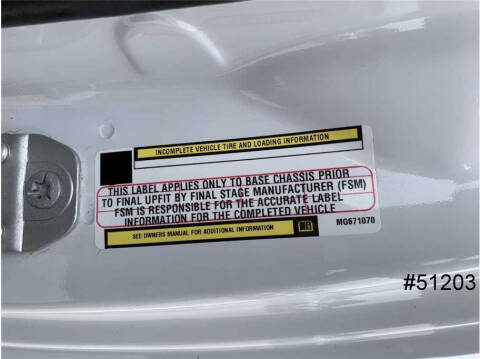 INCOMPLETE VEHICLE TIRE AND LOADING INFORMATION
THIS LABEL APPLIES ONLY TO BASE CHASSIS PRIOR
TO FINAL UPFIT BY FINAL STAGE MANUFACTURER (FSM)
FSM IS RESPONSIBLE FOR THE ACCURATE LABEL
INFORMATION FOR THE COMPLETED VEHICLE
SEE OWNERS MANUAL FOR ADDITIONAL INFORMATION
MG671070
#51203